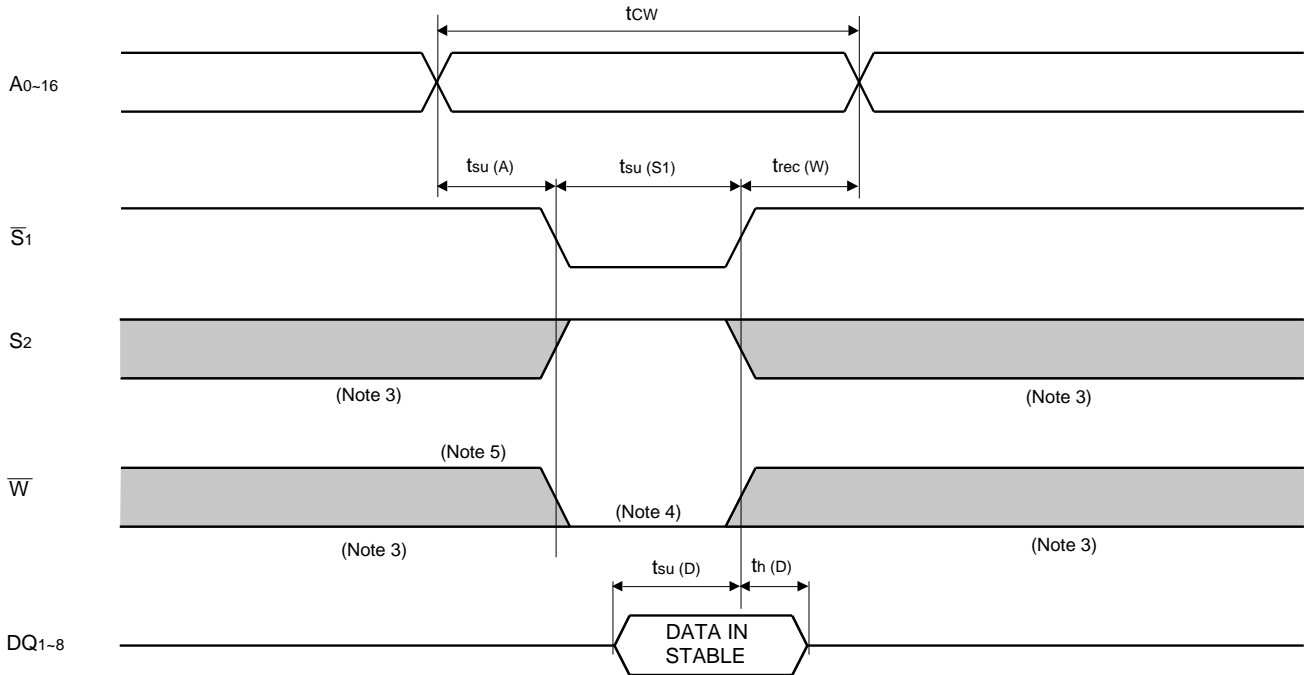 tCW
A0~16
tsu (A)
tsu (S1)
trec (W)
S̅1
S2
(Note 3)
(Note 3)
(Note 5)
W̅
(Note 4)
(Note 3)
(Note 3)
tsu (D)
th (D)
DQ1~8
DATA IN
STABLE